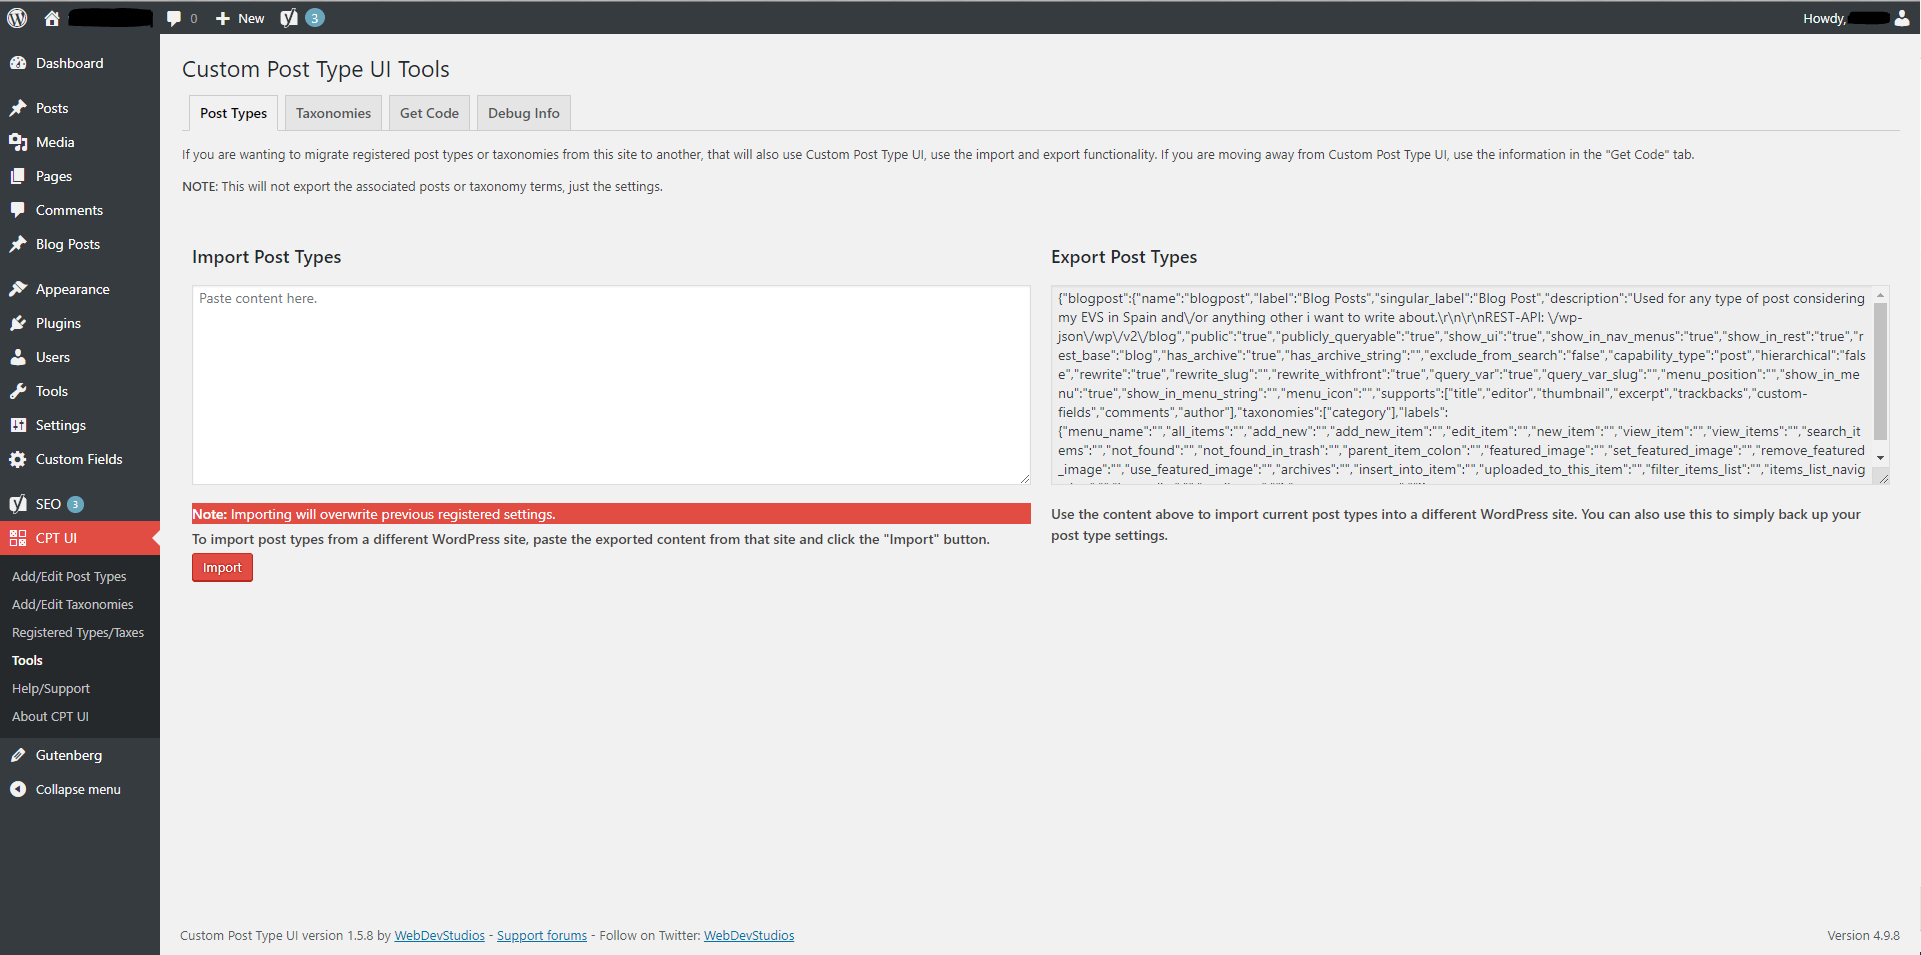 0
New
3
Howdy,
Dashboard
Posts
Media
Pages
Comments
Blog Posts
Appearance
Plugins
Users
Tools
Settings
Custom Fields
SEO 3
CPT UI
Add/Edit Post Types
Add/Edit Taxonomies
Registered Types/Taxes
Tools
Help/Support
About CPT UI
Gutenberg
Collapse menu
Custom Post Type UI Tools
Post Types
Taxonomies
Get Code
Debug Info
If you are wanting to migrate registered post types or taxonomies from this site to another, that will also use Custom Post Type UI, use the import and export functionality. If you are moving away from Custom Post Type UI, use the information in the "Get Code" tab.
NOTE: This will not export the associated posts or taxonomy terms, just the settings.
Import Post Types
Paste content here.
Note: Importing will overwrite previous registered settings.
To import post types from a different WordPress site, paste the exported content from that site and click the "Import" button.
Import
Export Post Types
{"blogpost":{"name":"blogpost","label":"Blog Posts","singular_label":"Blog Post","description":"Used for any type of post considering
my EVS in Spain and\/or anything other i want to write about.\r\n\r\nREST-API: \/wp-
json\/wp\/v2\/blog","public":"true","publicly_queryable":"true","show_ui":"true","show_in_nav_menus":"true","show_in_rest":"true","r
est_base":"blog","has_archive":"true","has_archive_string":"","exclude_from_search":"false","capability_type":"post","hierarchical":"fals
e","rewrite":"true","rewrite_slug":"","rewrite_withfront":"true","query_var":"true","query_var_slug":"","menu_position":"","show_in_me
nu":"true","show_in_menu_string":"","menu_icon":"","supports":["title","editor","thumbnail","excerpt","trackbacks","custom-
fields","comments","author"],"taxonomies":["category"],"labels":
{"menu_name":"","all_items":"","add_new":"","add_new_item":"","edit_item":"","new_item":"","view_item":"","view_items":"","search_it
ems":"","not_found":"","not_found_in_trash":"","parent_item_colon":"","featured_image":"","set_featured_image":"","remove_featured
_image":"","use_featured_image":"","archives":"","insert_into_item":"","uploaded_to_this_item":"","filter_items_list":"","items_list_navig
Use the content above to import current post types into a different WordPress site. You can also use this to simply back up your
post type settings.
Custom Post Type UI version 1.5.8 by WebDevStudios - Support forums - Follow on Twitter: WebDevStudios
Version 4.9.8